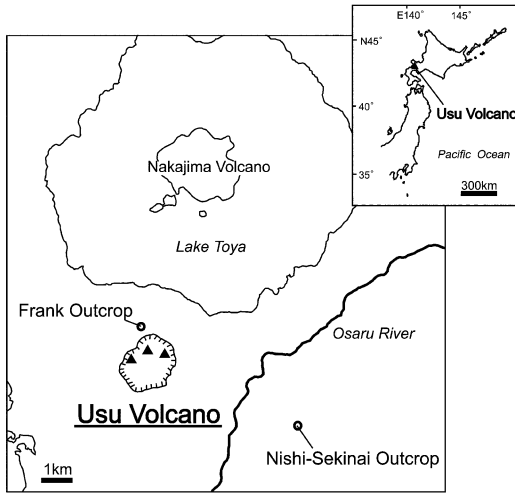 E140° 145°
N45°
40°
Usu Volcano
Pacific Ocean
35°
300km
Nakajima Volcano
Lake Toya
Frank Outcrop
Osaru River
Usu Volcano
Nishi-Sekinai Outcrop
1km